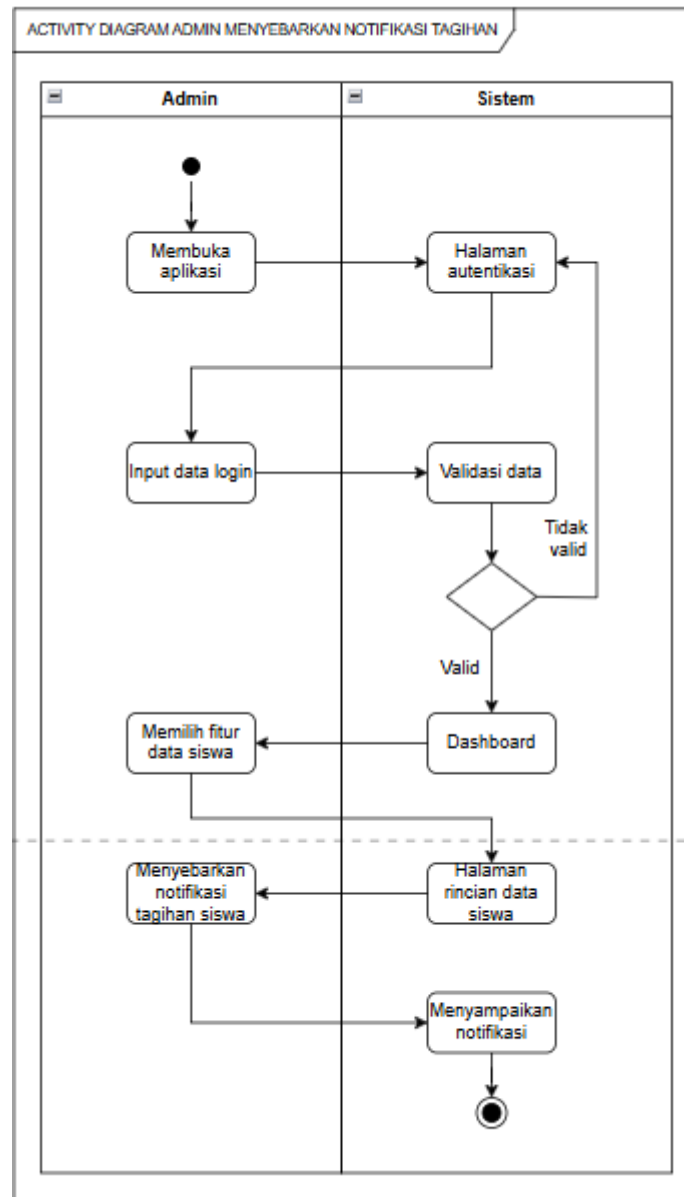 ACTIVITY DIAGRAM ADMIN MENYEBARKAN NOTIFIKASI TAGIHAN
Admin
Sistem
Membuka
aplikasi
Halaman
autentikasi
Input data login
Validasi data
Tidak
valid
Valid
Memilih fitur
data siswa
Dashboard
Menyebarkan
notifikasi
tagihan siswa
Halaman
rincian data
siswa
Menyampaikan
notifikasi